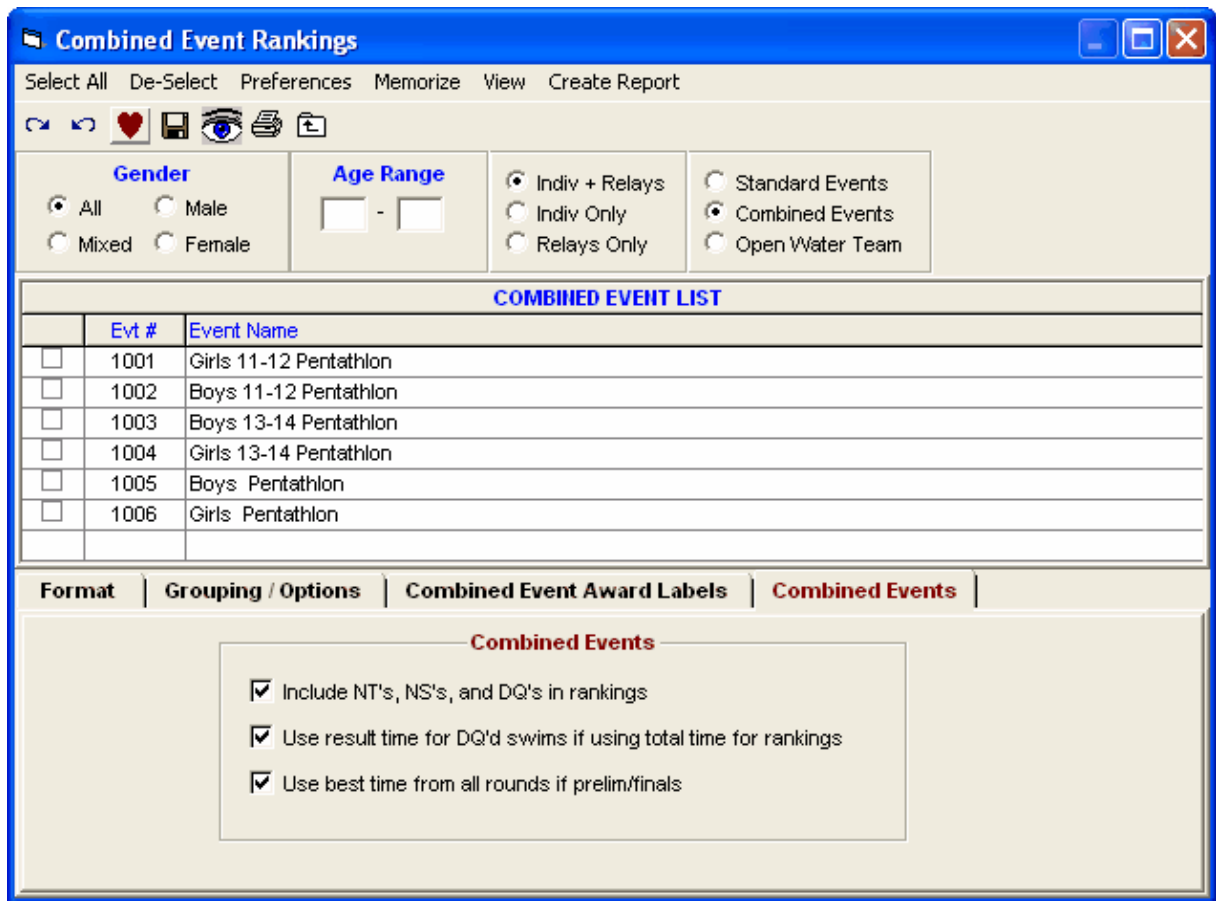 Combined Event Rankings
Select All De-Select Preferences Memorize View Create Report
Gender
All Male
Mixed Female
Age Range
-
Indiv + Relays
Indiv Only
Relays Only
Standard Events
Combined Events
Open Water Team
COMBINED EVENT LIST
Evt # Event Name
1001 Girls 11-12 Pentathlon
1002 Boys 11-12 Pentathlon
1003 Boys 13-14 Pentathlon
1004 Girls 13-14 Pentathlon
1005 Boys Pentathlon
1006 Girls Pentathlon
Format Grouping / Options Combined Event Award Labels Combined Events
Combined Events
Include NT's, NS's, and DQ's in rankings
Use result time for DQ'd swims if using total time for rankings
Use best time from all rounds if prelim/finals